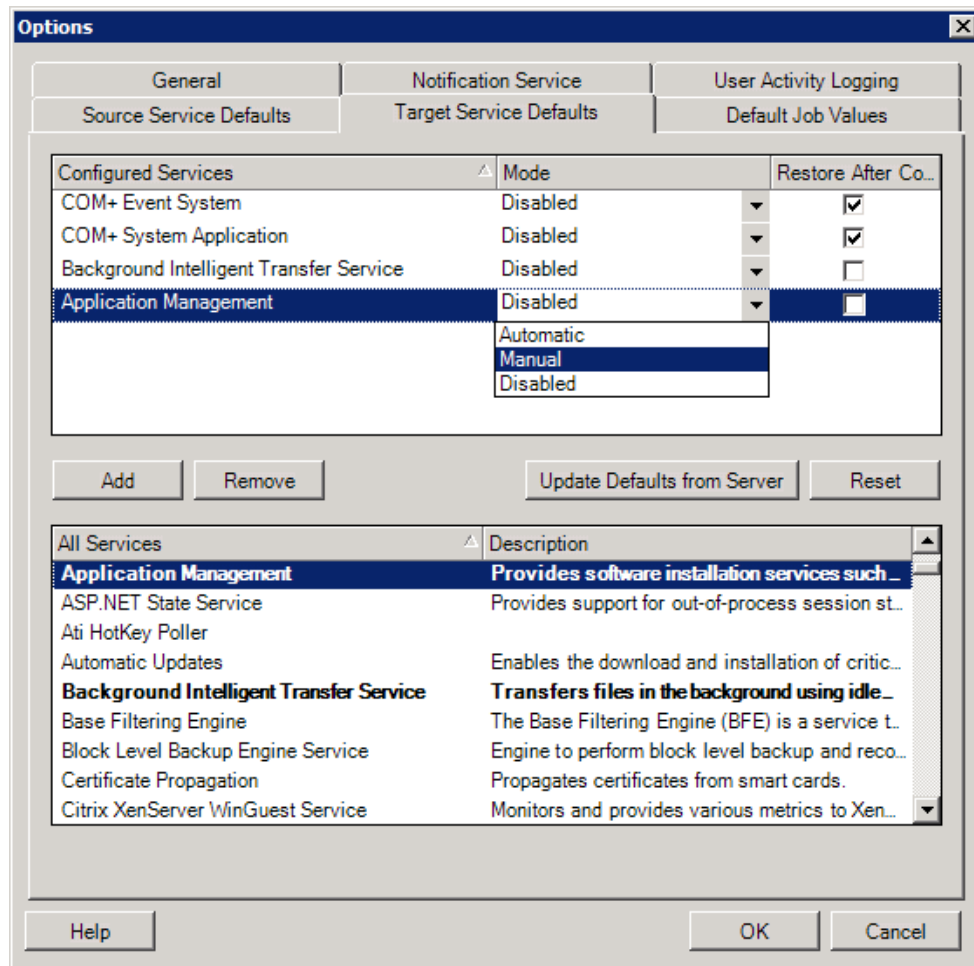 Options
General Notification Service User Activity Logging
Source Service Defaults Target Service Defaults Default Job Values
Configured Services Mode Restore After Co...
COM+ Event System Disabled
COM+ System Application Disabled
Background Intelligent Transfer Service Disabled
Application Management Disabled
Automatic
Manual
Disabled
Add Remove Update Defaults from Server Reset
All Services Description
Application Management Provides software installation services such ...
ASP.NET State Service Provides support for out-of-process session st...
Ati HotKey Poller
Automatic Updates Enables the download and installation of critic...
Background Intelligent Transfer Service Transfers files in the background using idle ...
Base Filtering Engine The Base Filtering Engine (BFE) is a service t...
Block Level Backup Engine Service Engine to perform block level backup and reco...
Certificate Propagation Propagates certificates from smart cards.
Citrix XenServer WinGuest Service Monitors and provides various metrics to Xen...
Help OK Cancel